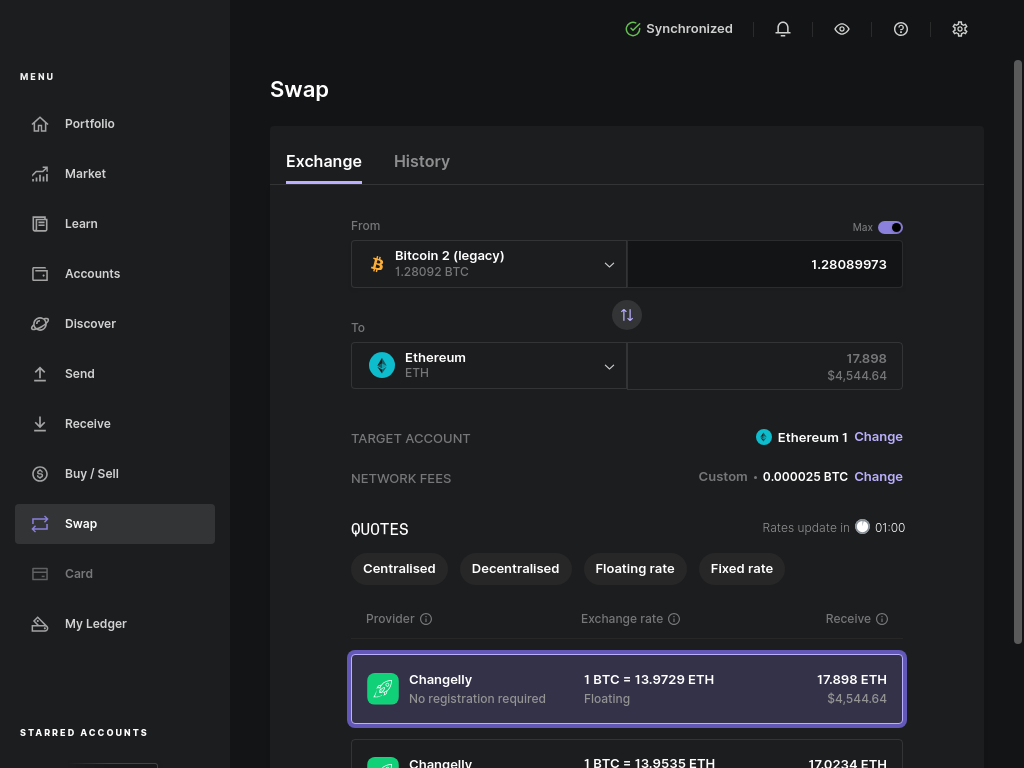 Synchronized
MENU
Portfolio
Market
Learn
Accounts
Discover
Send
Receive
Buy / Sell
Swap
Card
My Ledger
STARRED ACCOUNTS
Swap
Exchange History
From Max
Bitcoin 2 (legacy)
1.28092 BTC
1.28089973
To
Ethereum
ETH
17.898
$4,544.64
TARGET ACCOUNT Ethereum 1 Change
NETWORK FEES Custom • 0.000025 BTC Change
QUOTES Rates update in 01:00
Centralised Decentralised Floating rate Fixed rate
Provider Exchange rate Receive
Changelly 1 BTC = 13.9729 ETH 17.898 ETH
No registration required Floating $4,544.64
Changelly 1 BTC = 13.9535 ETH 17.0234 ETH